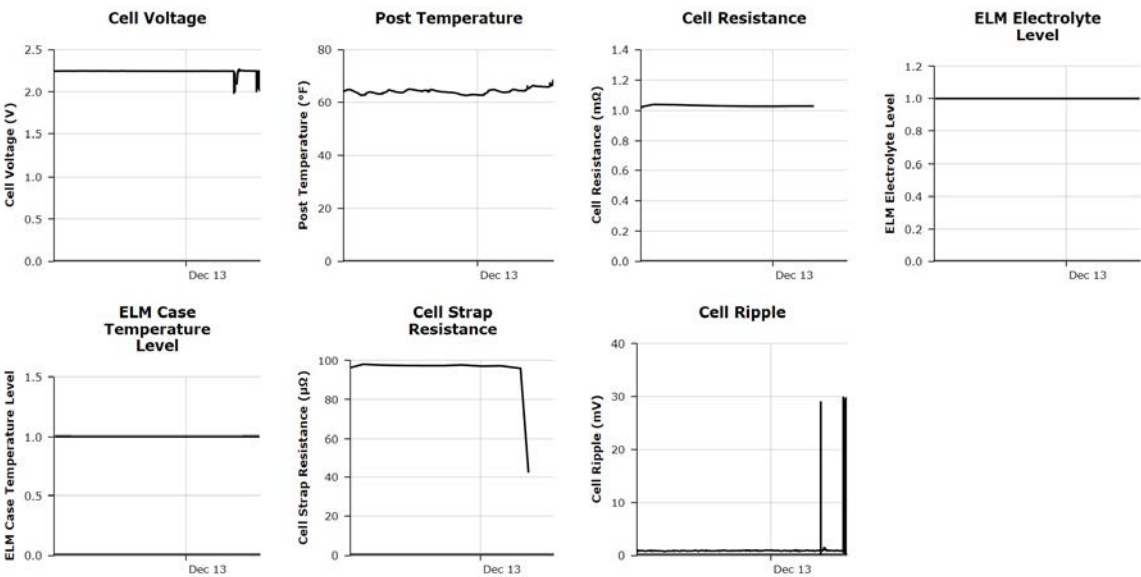 Cell Voltage
Cell Voltage (V)
2.5
2.0
1.5
1.0
0.5
0.0
Dec 13
Post Temperature
Post Temperature (°F)
80
60
40
20
0
Dec 13
Cell Resistance
Cell Resistance (mΩ)
1.4
1.2
1.0
0.8
0.6
0.4
0.2
0.0
Dec 13
ELM Electrolyte
Level
ELM Electrolyte Level
1.2
1.0
0.8
0.6
0.4
0.2
0.0
Dec 13
ELM Case
Temperature
Level
ELM Case Temperature Level
1.5
1.0
0.5
0.0
Dec 13
Cell Strap
Resistance
Cell Strap Resistance (μΩ)
100
80
60
40
20
0
Dec 13
Cell Ripple
Cell Ripple (mV)
40
30
20
10
0
Dec 13